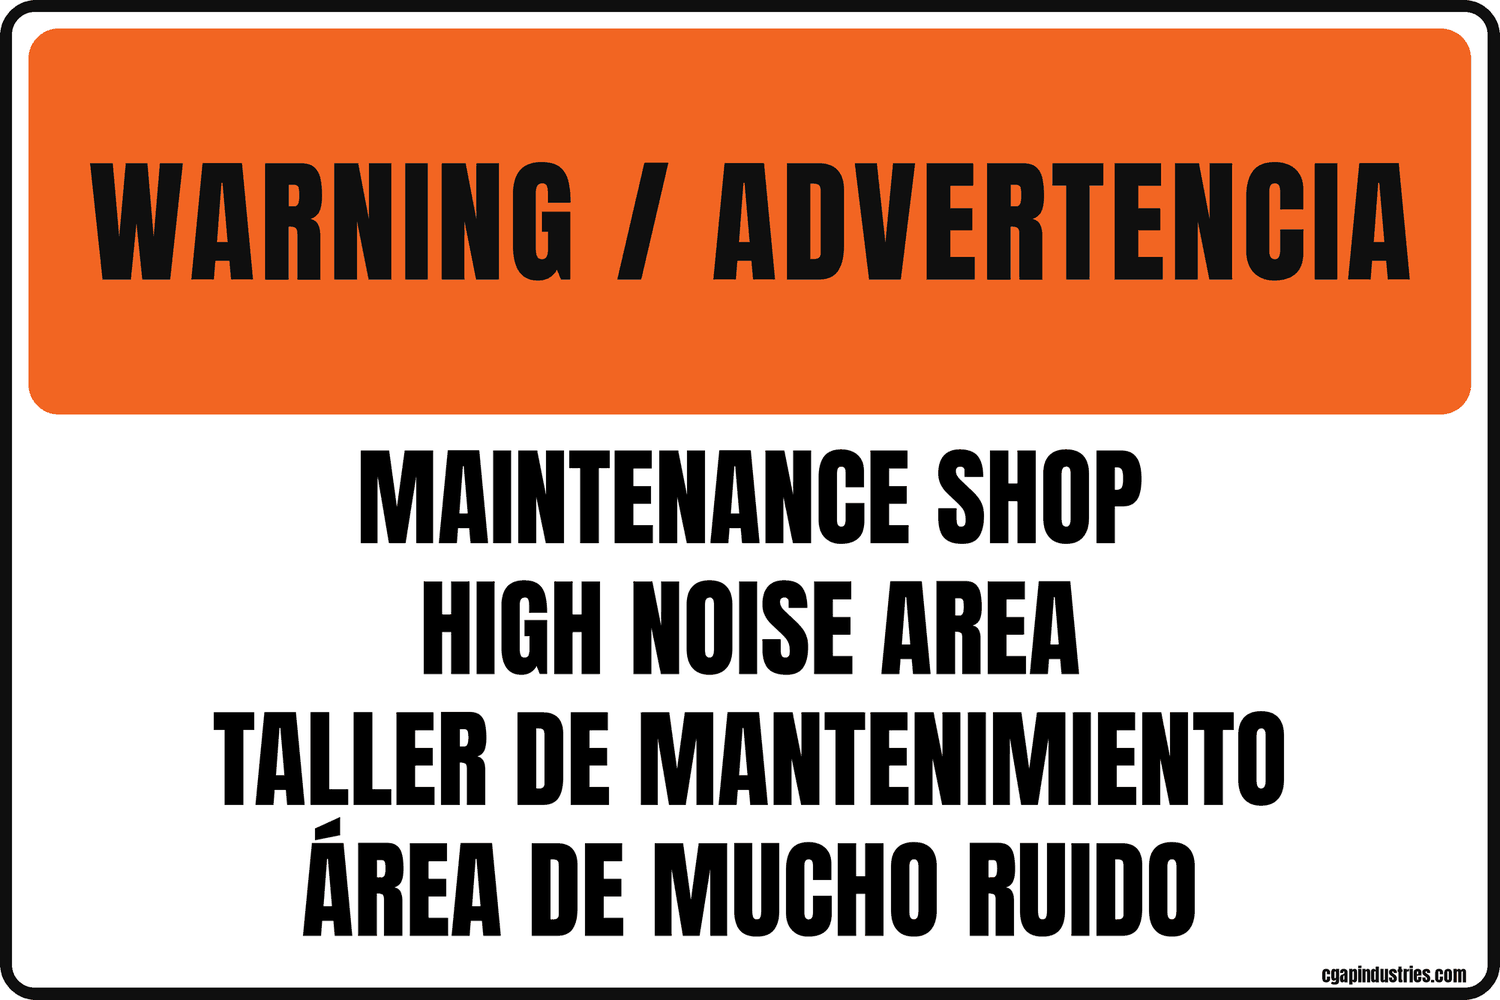 WARNING / ADVERTENCIA
MAINTENANCE SHOP
HIGH NOISE AREA
TALLER DE MANTENIMIENTO
ÁREA DE MUCHO RUIDO
cgapindustries.com